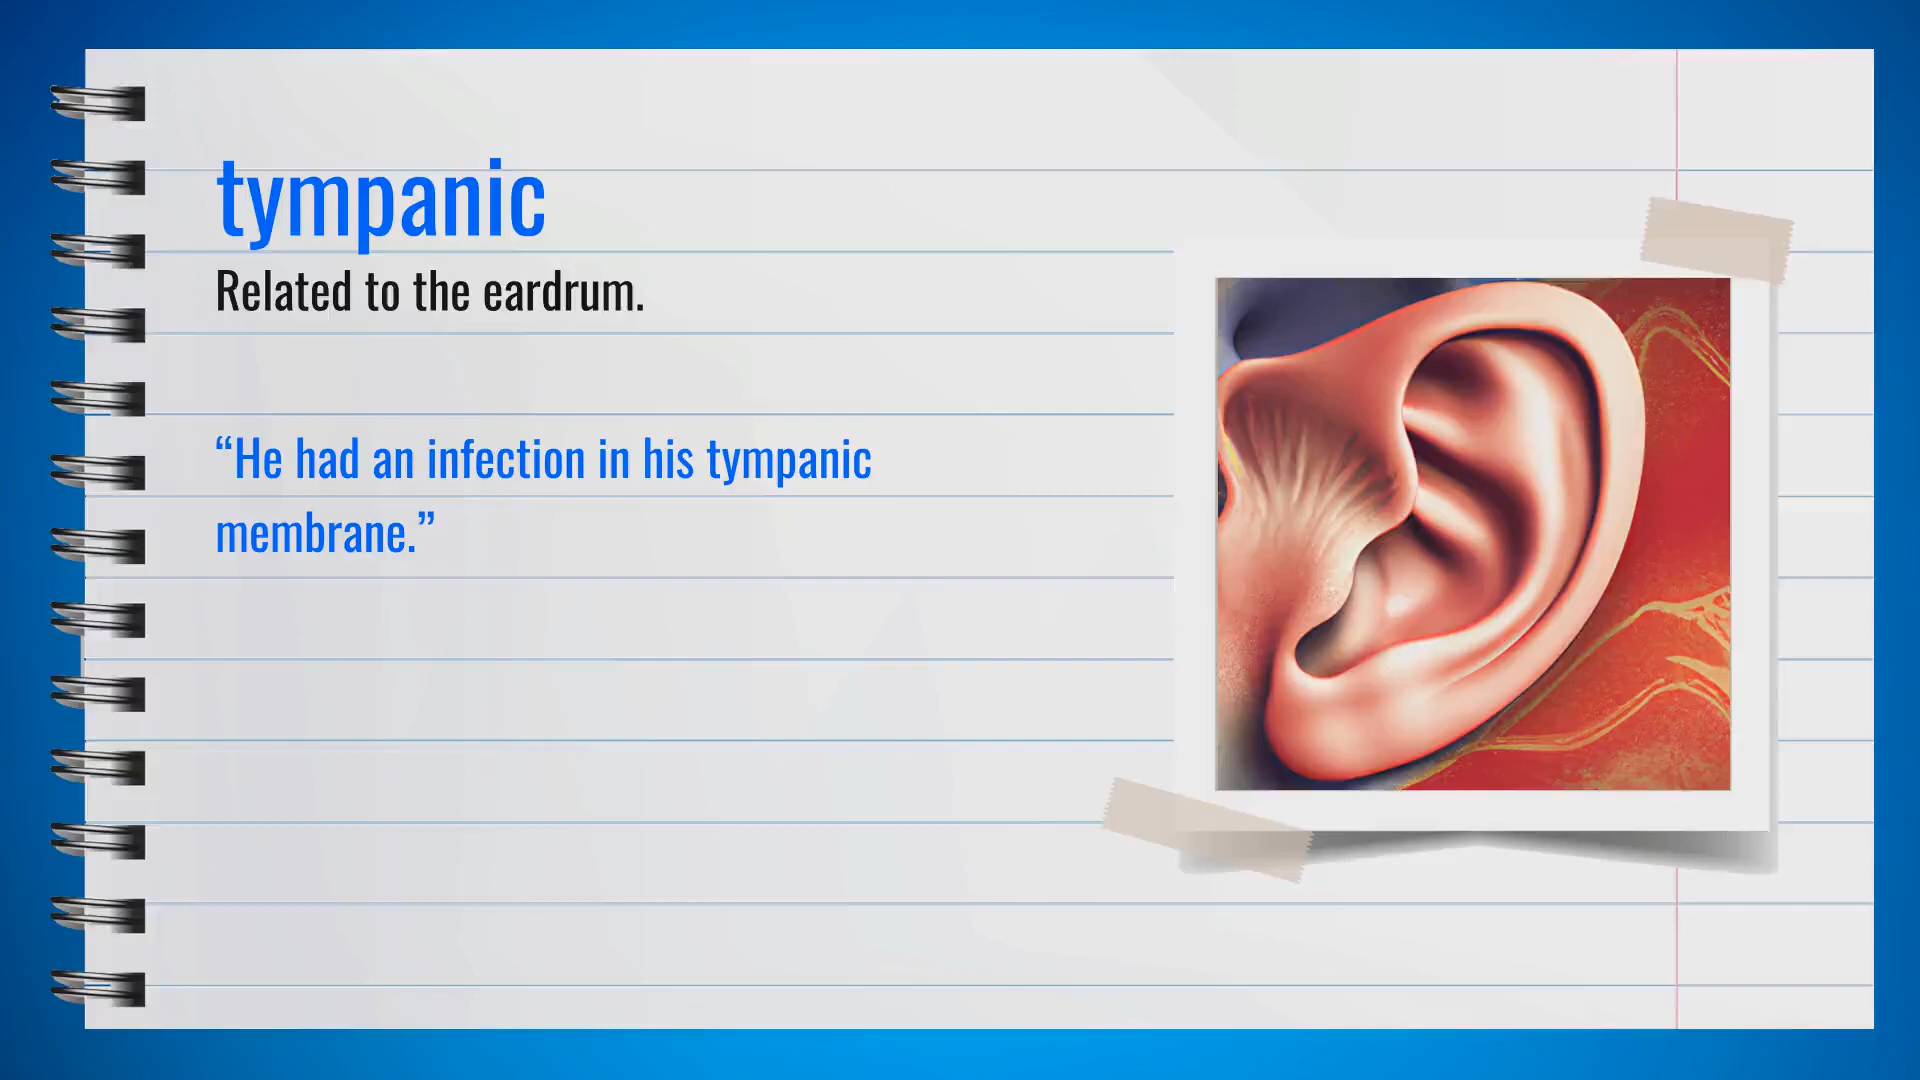 tympanic
Related to the eardrum.
“He had an infection in his tympanic
membrane.”